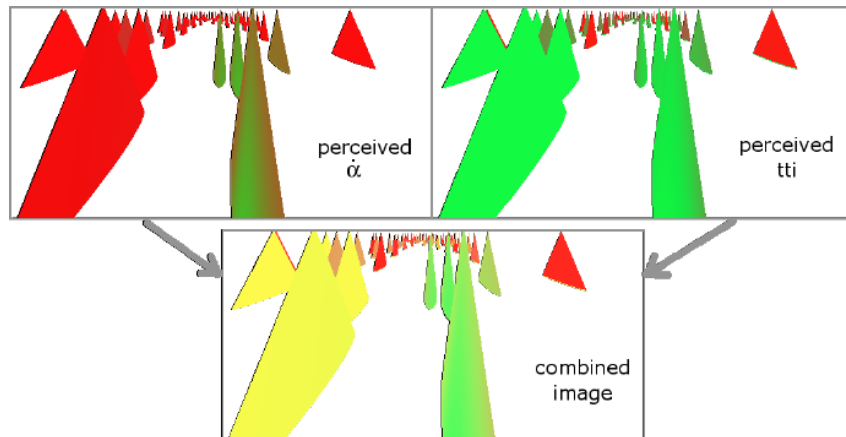 perceived
α̇
perceived
tti
combined
image